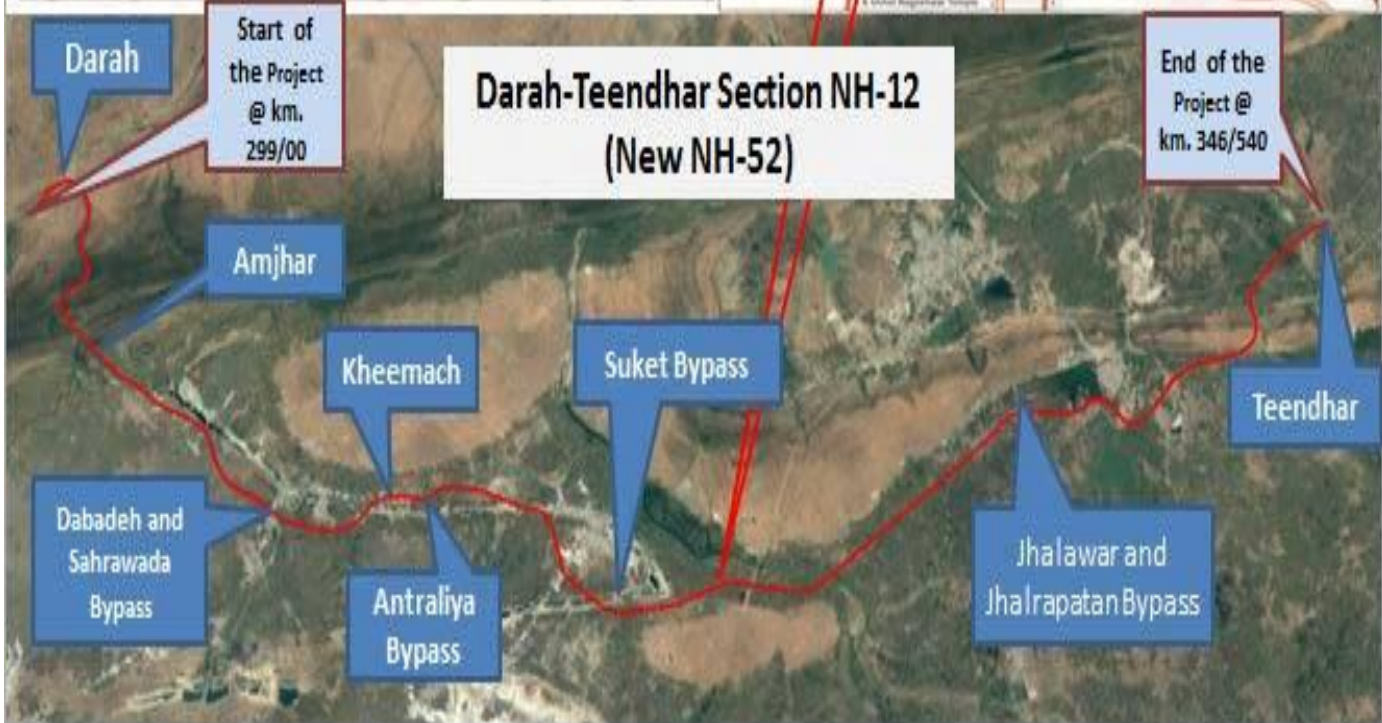 Darah
Start of
the Project
@ km.
299/00
Darah-Teendhar Section NH-12
(New NH-52)
End of the
Project @
km. 346/540
Amjhar
Kheemach
Suket Bypass
Teendhar
Dabadeh and
Sahrawada
Bypass
Antraliya
Bypass
Jhalawar and
Jhalrapatan Bypass